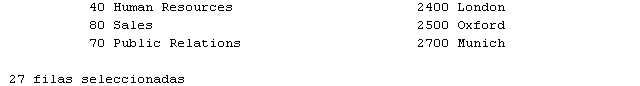 40 Human Resources 2400 London
80 Sales 2500 Oxford
70 Public Relations 2700 Munich
27 filas seleccionadas